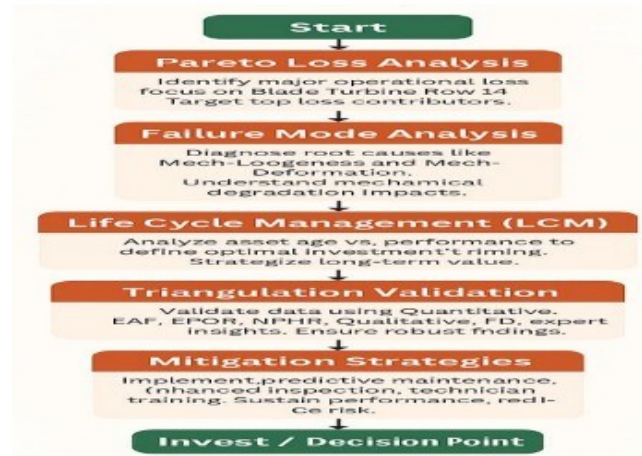 Start
Pareto Loss Analysis
Identify major operational loss
focus on Blade Turbine Row 14
Target top loss contributors.
Failure Mode Analysis
Diagnose root causes like
Mech-Loogeness and Mech-
Deformation.
Understand mechamical
degradation Impacts.
Life Cycle Management (LCM)
Analyze asset age vs. performance to
define optimal investment't riming.
Strategize long-term value.
Triangulation Validation
Validate data using Quantitative.
EAF, EPOR, NPHR, Qualitative, FD, expert
insights. Ensure robust fndings.
Mitigation Strategies
Implement,predictive maintenance,
(nhanced inspection, technician
training. Sustain performance, redI-
Ce risk.
Invest / Decision Point